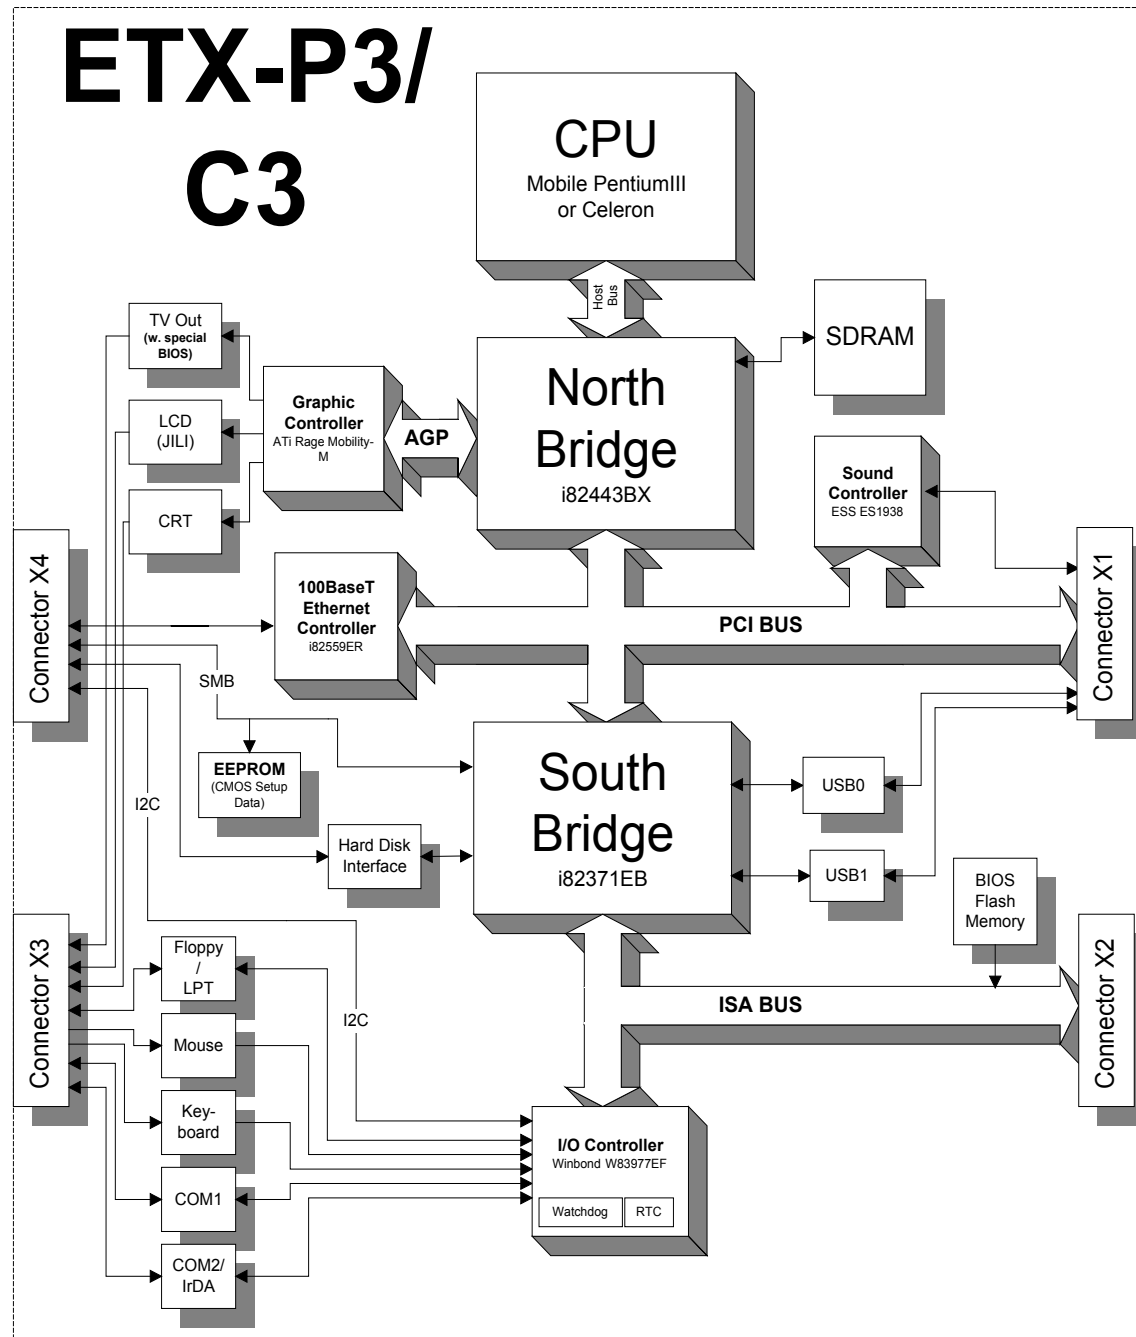 ETX-P3/
C3
CPU
Mobile PentiumIII
or Celeron
Host
Bus
TV Out
(w. special
BIOS)
SDRAM
North
Bridge
i82443BX
Graphic
Controller
ATi Rage Mobility-
M
AGP
LCD
(JILI)
CRT
Sound
Controller
ESS ES1938
Connector X4
100BaseT
Ethernet
Controller
i82559ER
PCI BUS
Connector X1
SMB
EEPROM
(CMOS Setup
Data)
I2C
South
Bridge
i82371EB
USB0
Hard Disk
Interface
USB1
BIOS
Flash
Memory
Connector X3
Floppy
/
LPT
ISA BUS
Connector X2
I2C
Mouse
Key-
board
COM1
COM2/
IrDA
I/O Controller
Winbond W83977EF
Watchdog
RTC